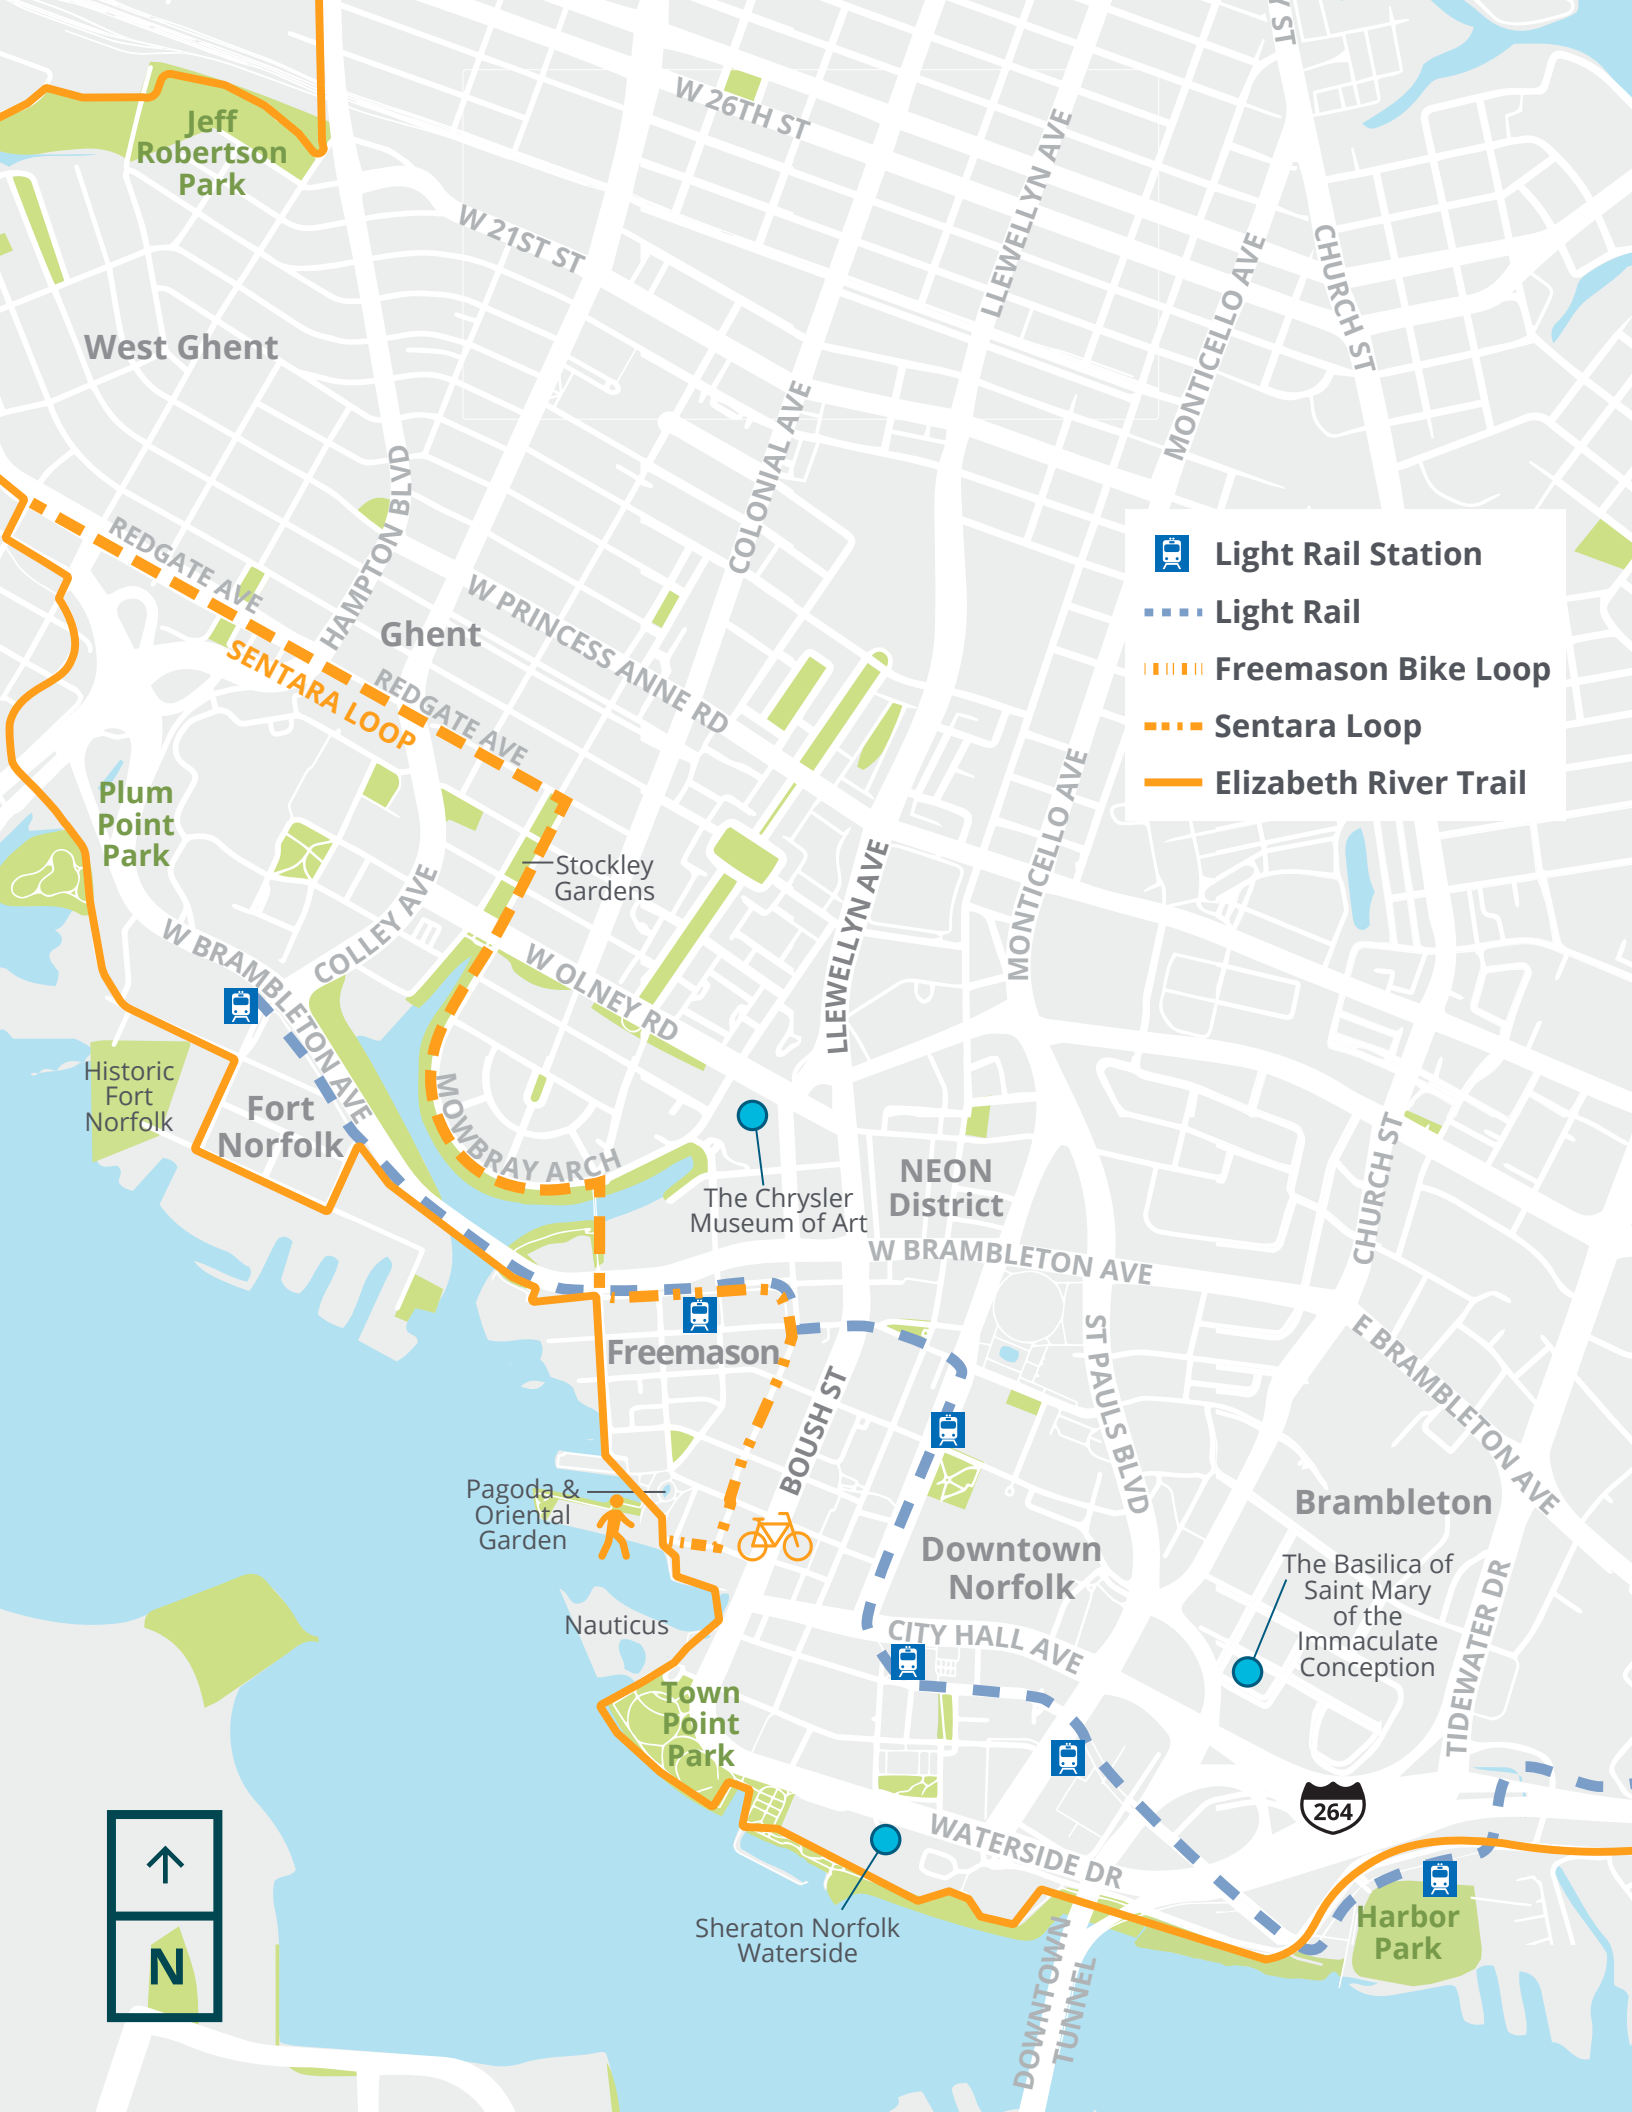 Y ST
W 26TH ST
Jeff
Robertson
Park
LLEWELLYN AVE
W 21ST ST
MONTICELLO AVE
CHURCH ST
West Ghent
COLONIAL AVE
HAMPTON BLVD
REDGATE AVE
Light Rail Station
Light Rail
Freemason Bike Loop
Sentara Loop
Elizabeth River Trail
W PRINCESS ANNE RD
Ghent
SENTARA LOOP
REDGATE AVE
MONTICELLO AVE
Plum
Point
Park
LLEWELLYN AVE
Stockley
Gardens
COLLEY AVE
W BRAMBLETON AVE
W OLNEY RD
Historic
Fort
Norfolk
Fort
Norfolk
MOWBRAY ARCH
The Chrysler
Museum of Art
NEON
District
CHURCH ST
W BRAMBLETON AVE
Freemason
ST PAULS BLVD
E BRAMBLETON AVE
BOUSH ST
Pagoda &
Oriental
Garden
Brambleton
Downtown
Norfolk
The Basilica of
Saint Mary
of the
Immaculate
Conception
TIDEWATER DR
Nauticus
CITY HALL AVE
Town
Point
Park
264
WATERSIDE DR
Sheraton Norfolk
Waterside
Harbor
Park
DOWNTOWN
TUNNEL
N